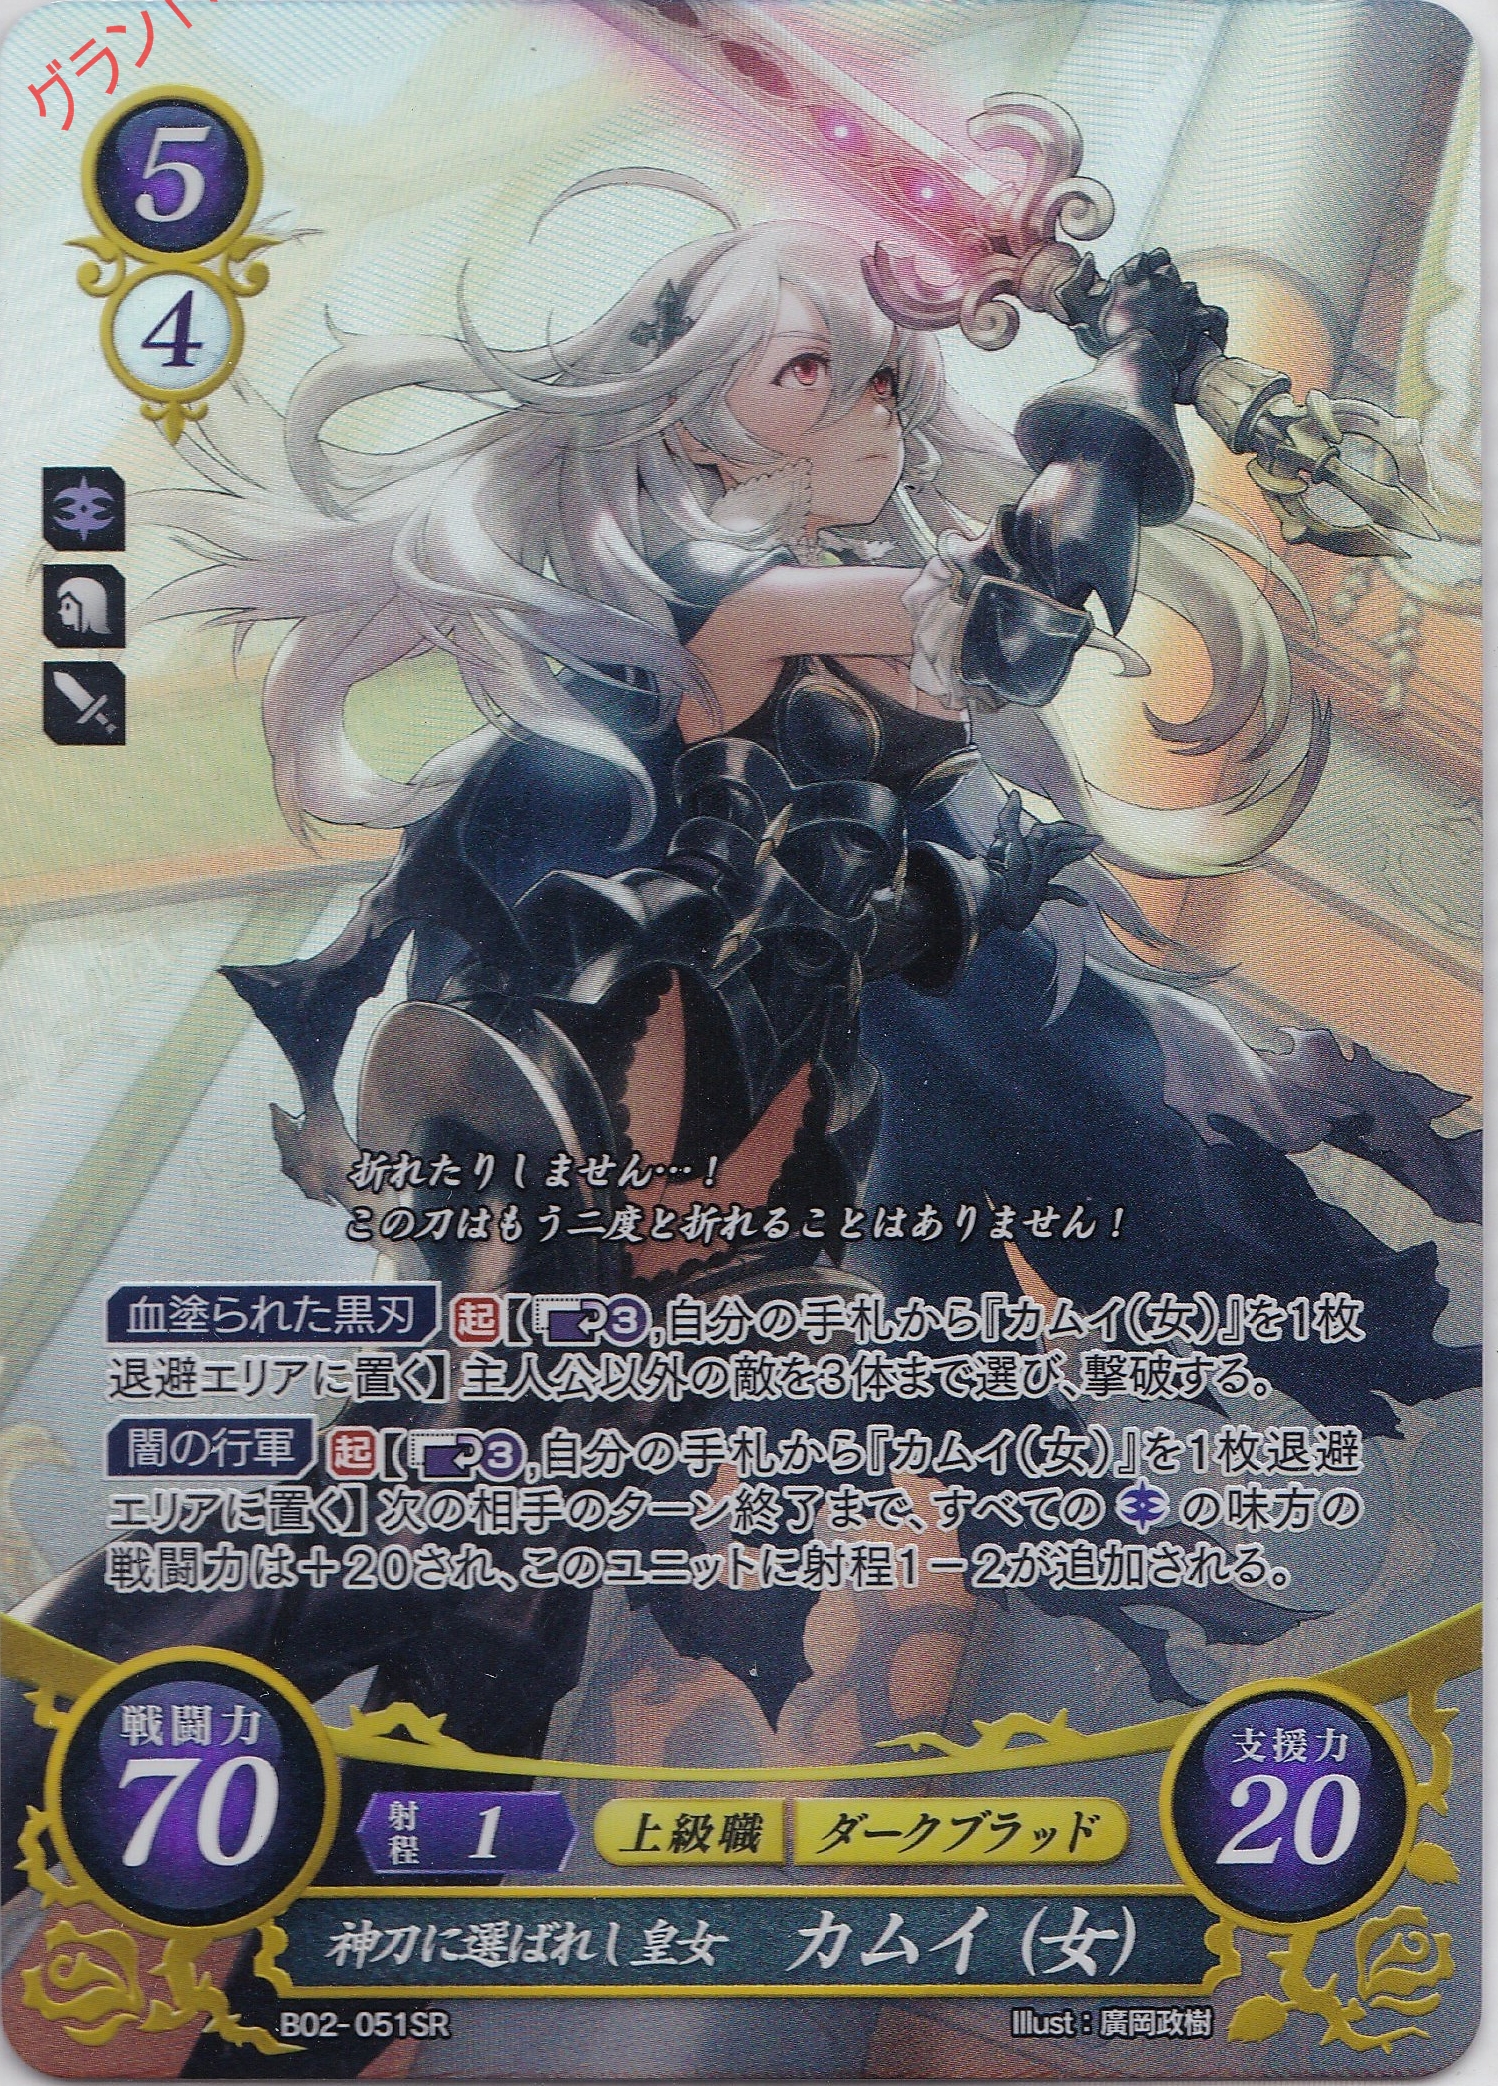 グラン
5
4
折れたりしません…！
この刀はもう二度と折れることはありません！
血塗られた黒刃 起【3,自分の手札から『カムイ(女)』を1枚
退避エリアに置く】主人公以外の敵を3体まで選び、撃破する。
闇の行軍 起【3,自分の手札から『カムイ(女)』を1枚退避
エリアに置く】次の相手のターン終了まで、すべての の味方の
戦闘力は＋20され、このユニットに射程1－2が追加される。
戦闘力
70
射程 1
上級職 ダークブラッド
支援力
20
神刀に選ばれし皇女 カムイ(女)
B02-051SR
Illust：廣岡政樹